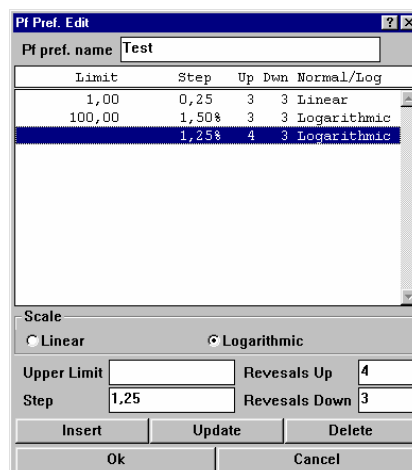 Pf Pref. Edit ? X
Pf pref. name Test
Limit Step Up Dwn Normal/Log
1,00 0,25 3 3 Linear
100,00 1,50% 3 3 Logarithmic
1,25% 4 3 Logarithmic
Scale
Linear Logarithmic
Upper Limit Revesals Up 4
Step 1,25 Revesals Down 3
Insert Update Delete
Ok Cancel